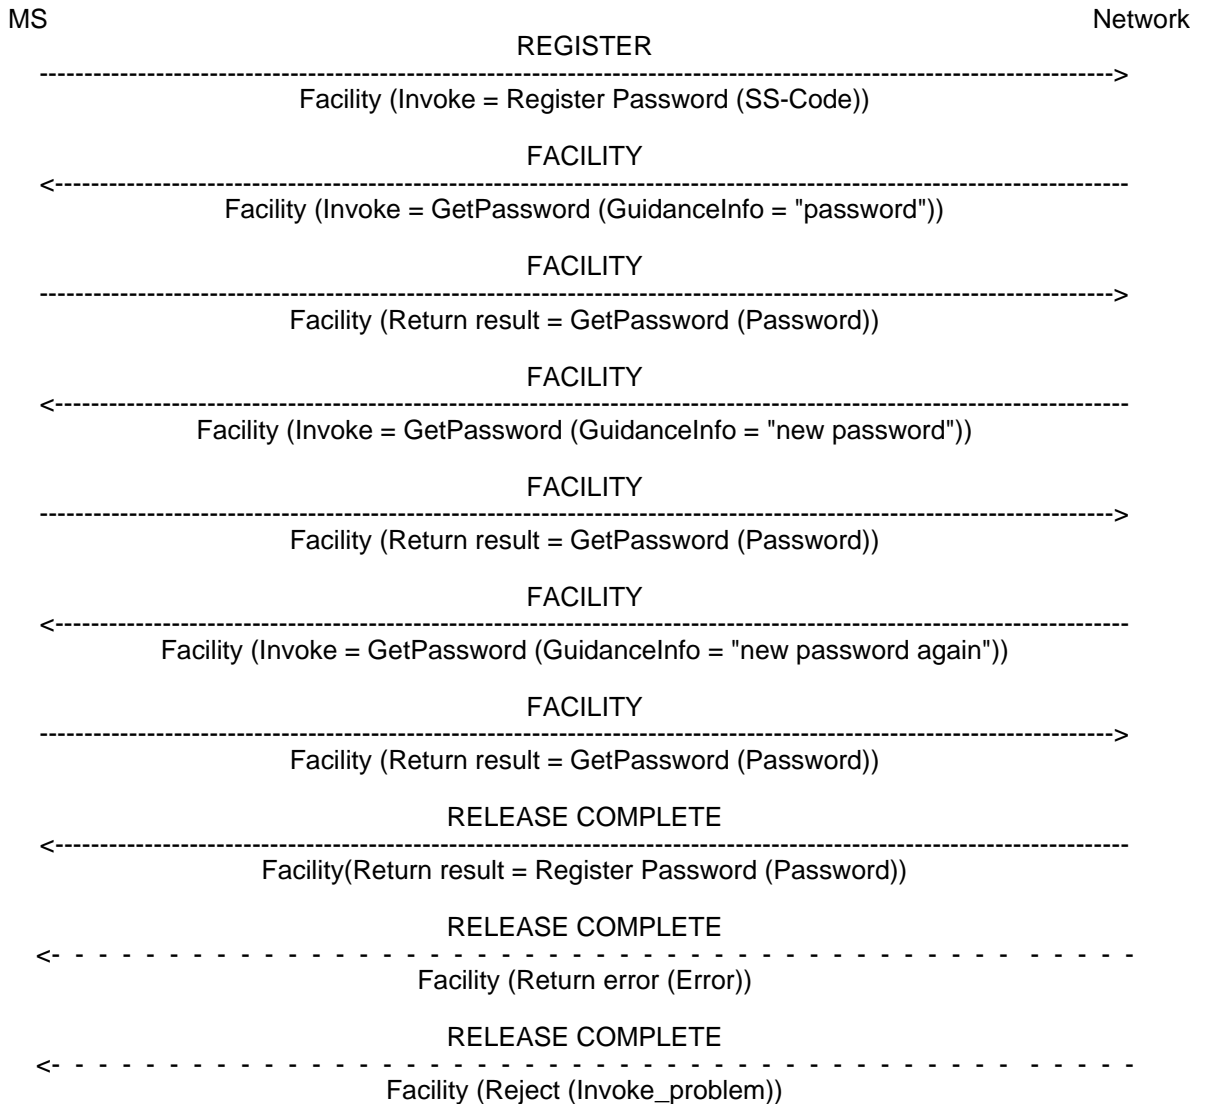 MS Network
REGISTER
Facility (Invoke = Register Password (SS-Code))
FACILITY
Facility (Invoke = GetPassword (GuidanceInfo = "password"))
FACILITY
Facility (Return result = GetPassword (Password))
FACILITY
Facility (Invoke = GetPassword (GuidanceInfo = "new password"))
FACILITY
Facility (Return result = GetPassword (Password))
FACILITY
Facility (Invoke = GetPassword (GuidanceInfo = "new password again"))
FACILITY
Facility (Return result = GetPassword (Password))
RELEASE COMPLETE
Facility(Return result = Register Password (Password))
RELEASE COMPLETE
Facility (Return error (Error))
RELEASE COMPLETE
Facility (Reject (Invoke_problem))